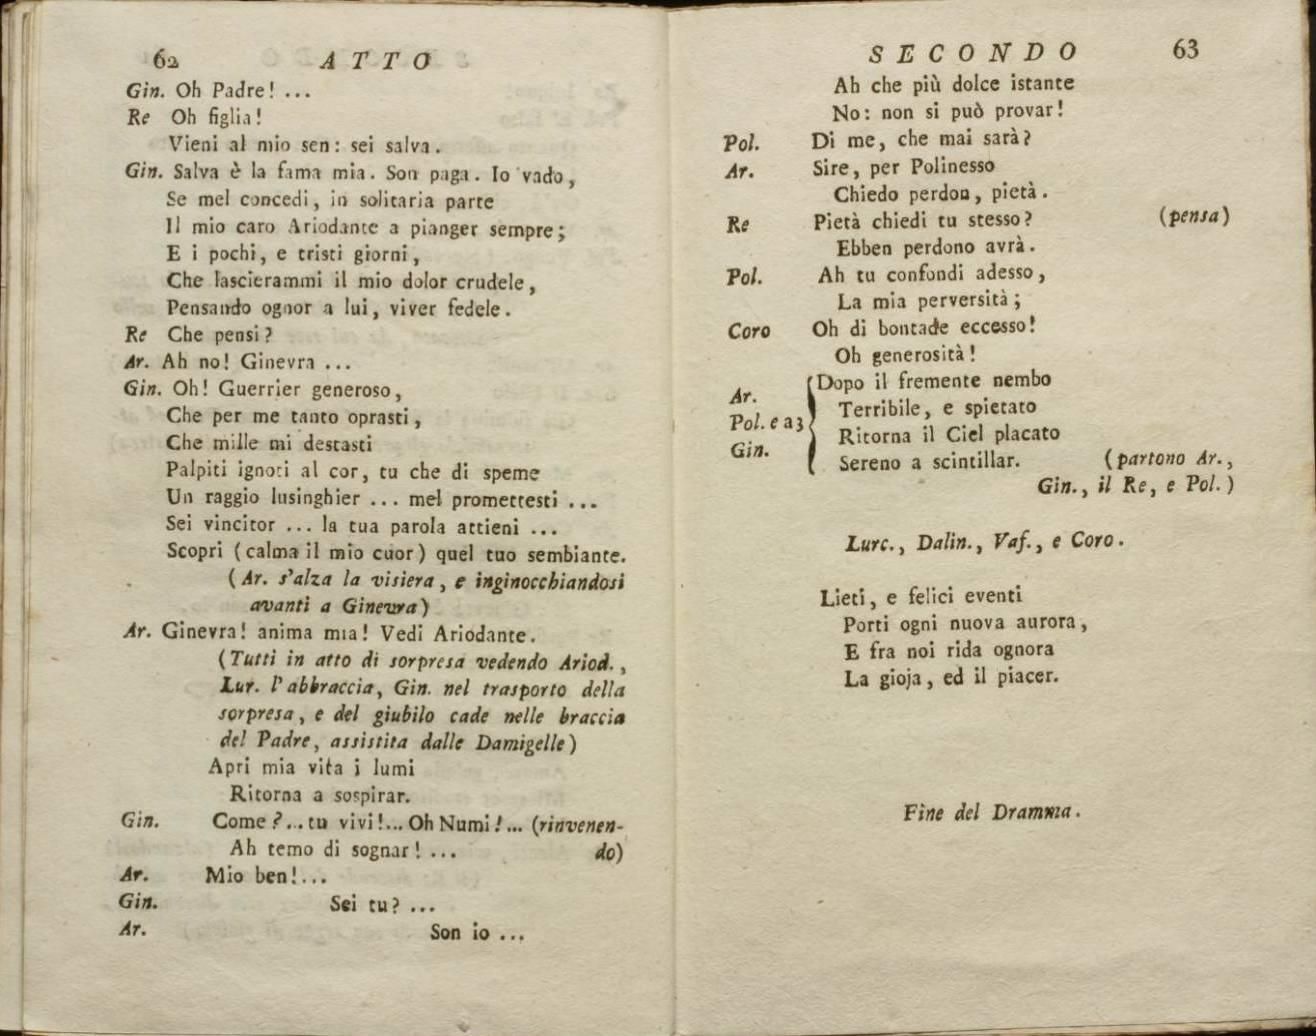 62 ATTO
Gin. Oh Padre! ...
Re Oh figlia!
Vieni al mio sen: sei salva.
Gin. Salva è la fama mia. Son paga. Io vado,
Se mel concedi, in solitaria parte
Il mio caro Ariodante a pianger sempre;
E i pochi, e tristi giorni,
Che lascierammi il mio dolor crudele,
Pensando ognor a lui, viver fedele.
Re Che pensi?
Ar. Ah no! Ginevra ...
Gin. Oh! Guerrier generoso,
Che per me tanto oprasti,
Che mille mi destasti
Palpiti ignoti al cor, tu che di speme
Un raggio lusinghier ... mel promettesti ...
Sei vincitor ... la tua parola attieni ...
Scopri (calma il mio cuor) quel tuo sembiante.
(Ar. s'alza la visiera, e inginocchiandosi
avanti a Ginevra)
Ar. Ginevra! anima mia! Vedi Ariodante.
(Tutti in atto di sorpresa vedendo Ariod.,
Lur. l'abbraccia, Gin. nel trasporto della
sorpresa, e del giubilo cade nelle braccia
del Padre, assistita dalle Damigelle)
Apri mia vita i lumi
Ritorna a sospirar.
Gin. Come?...tu vivi!...Oh Numi!... (rinvenen-
Ah temo di sognar! ... do)
Ar. Mio ben!...
Gin. Sei tu? ...
Ar. Son io ...
SECONDO 63
Ah che più dolce istante
No: non si può provar!
Pol. Di me, che mai sarà?
Ar. Sire, per Polinesso
Chiedo perdon, pietà.
Re Pietà chiedi tu stesso? (pensa)
Ebben perdono avrà.
Pol. Ah tu confondi adesso,
La mia perversità;
Coro Oh di bontade eccesso!
Oh generosità!
Ar. Dopo il fremente nembo
Pol. e a3 Terribile, e spietato
Gin. Ritorna il Ciel placato
Sereno a scintillar. (partono Ar.,
Gin., il Re, e Pol.)
Lurc., Dalin., Vaf., e Coro.
Lieti, e felici eventi
Porti ogni nuova aurora,
E fra noi rida ognora
La gioja, ed il piacer.
Fine del Dramma.